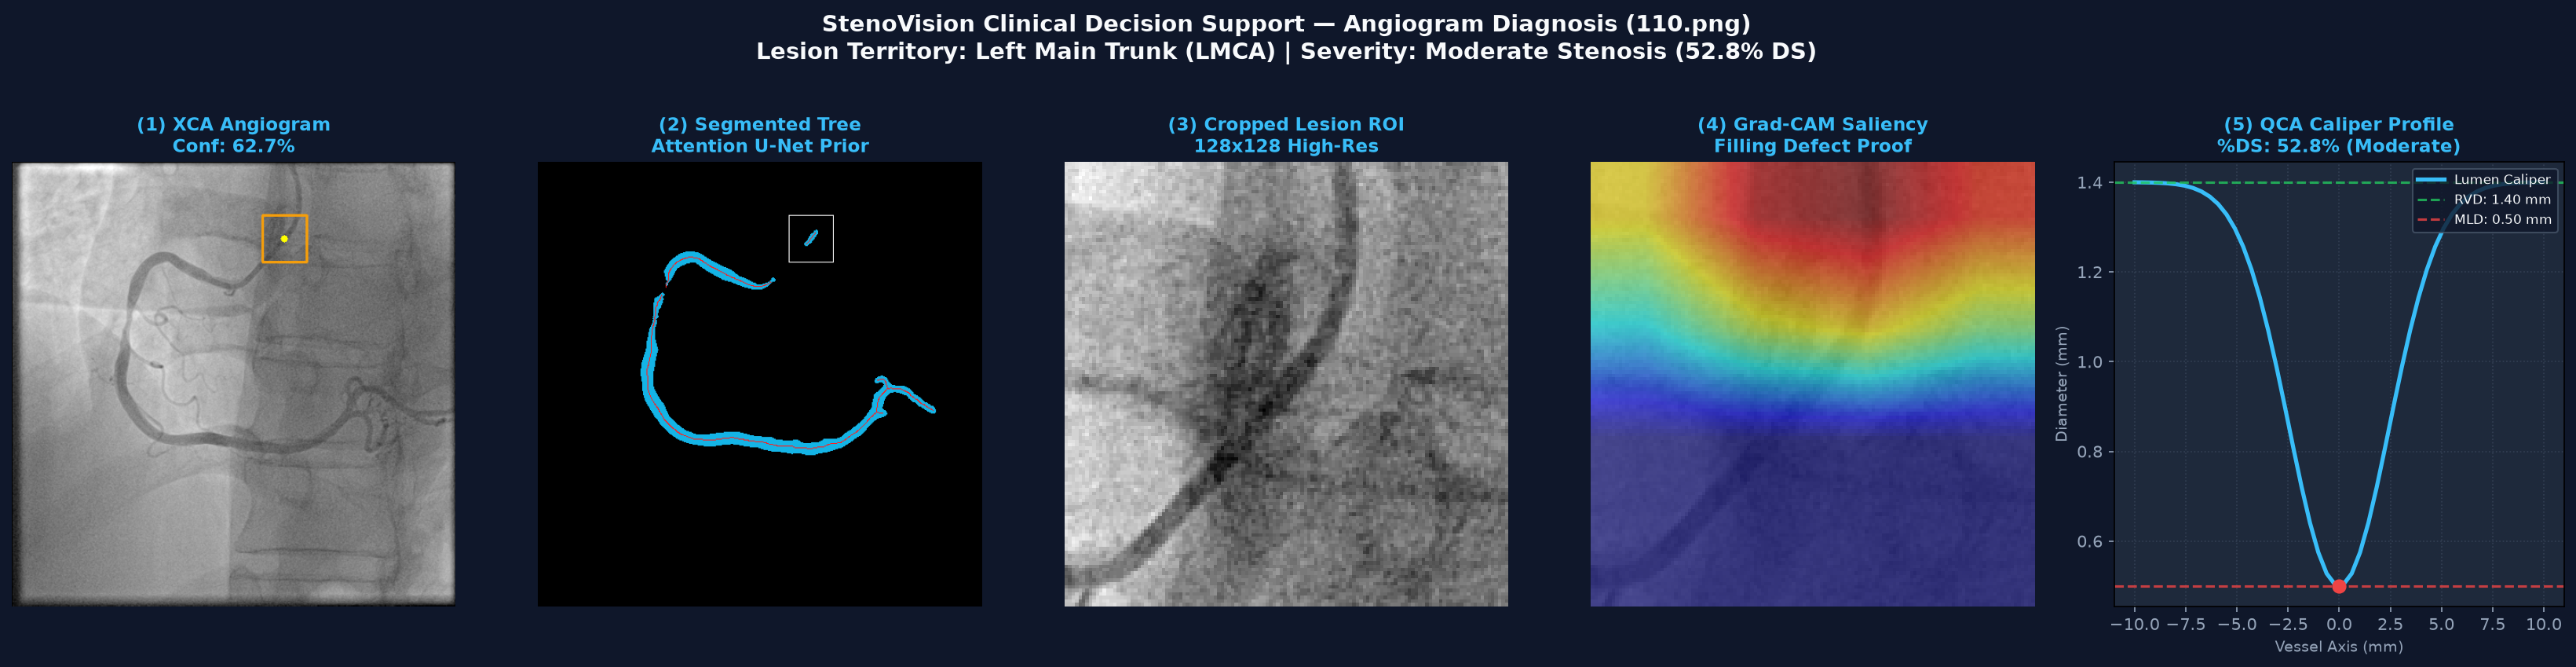 StenoVision Clinical Decision Support — Angiogram Diagnosis (110.png)
Lesion Territory: Left Main Trunk (LMCA) | Severity: Moderate Stenosis (52.8% DS)
(1) XCA Angiogram
Conf: 62.7%
(2) Segmented Tree
Attention U-Net Prior
(3) Cropped Lesion ROI
128x128 High-Res
(4) Grad-CAM Saliency
Filling Defect Proof
(5) QCA Caliper Profile
%DS: 52.8% (Moderate)
Lumen Caliper
RVD: 1.40 mm
MLD: 0.50 mm
Diameter (mm)
1.4
1.2
1.0
0.8
0.6
−10.0 −7.5 −5.0 −2.5 0.0 2.5 5.0 7.5 10.0
Vessel Axis (mm)